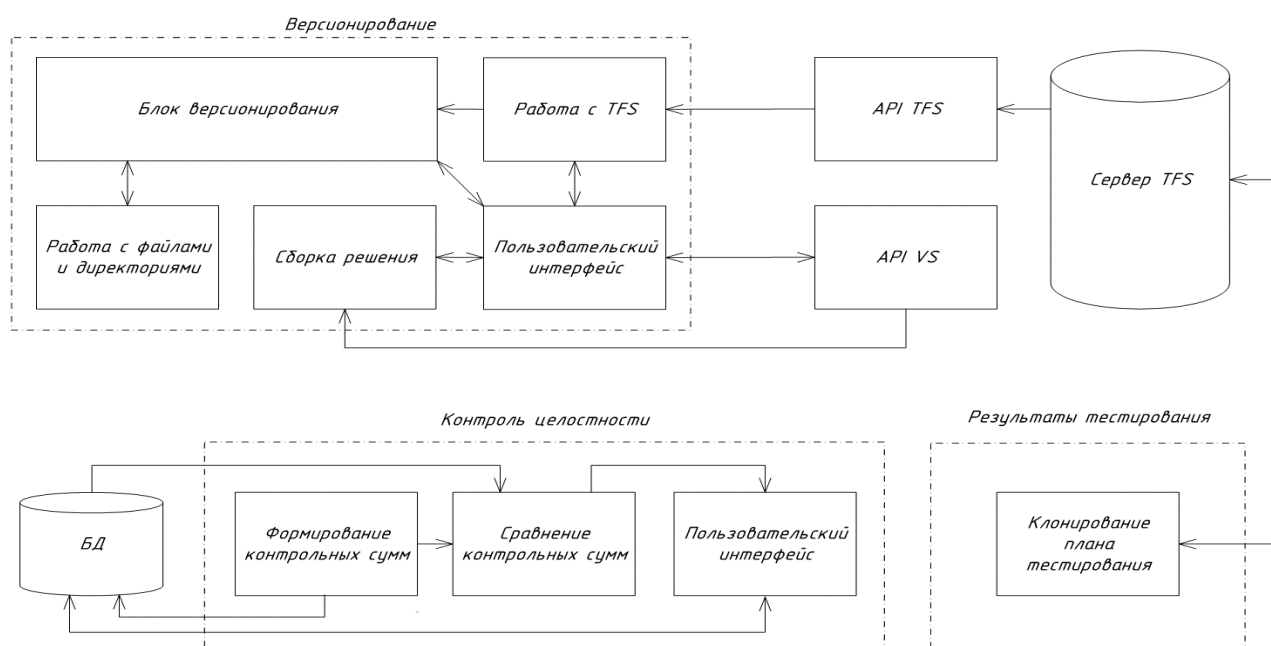 Версионирование
Блок версионирования
Работа с TFS
API TFS
Сервер TFS
Работа с файлами
и директориями
Сборка решения
Пользовательский
интерфейс
API VS
Контроль целостности
Результаты тестирования
БД
Формирование
контрольных сумм
Сравнение
контрольных сумм
Пользовательский
интерфейс
Клонирование
плана
тестирования